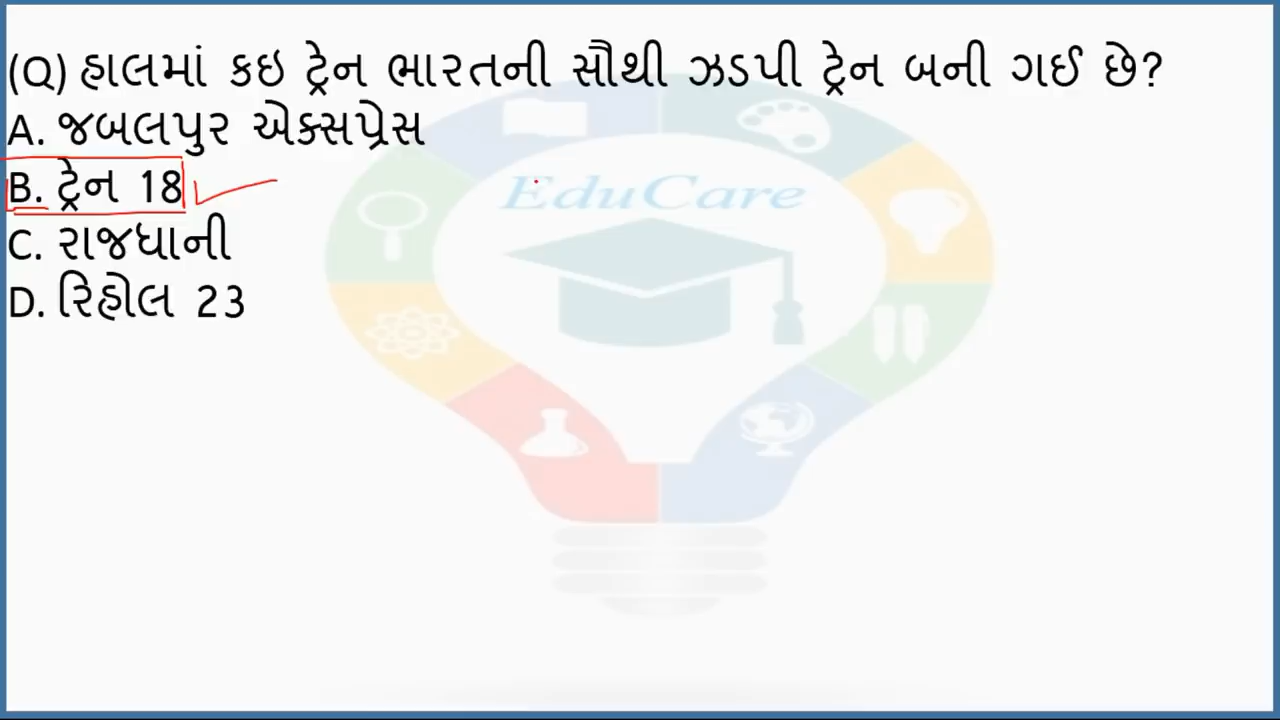 (Q) હાલમાં કઇ ટ્રેન ભારતની સૌથી ઝડપી ટ્રેન બની ગઈ છે?
A. જબલપુર એક્સપ્રેસ
B. ટ્રેન 18
EduCare
C. રાજધાની
D. રિહોલ 23